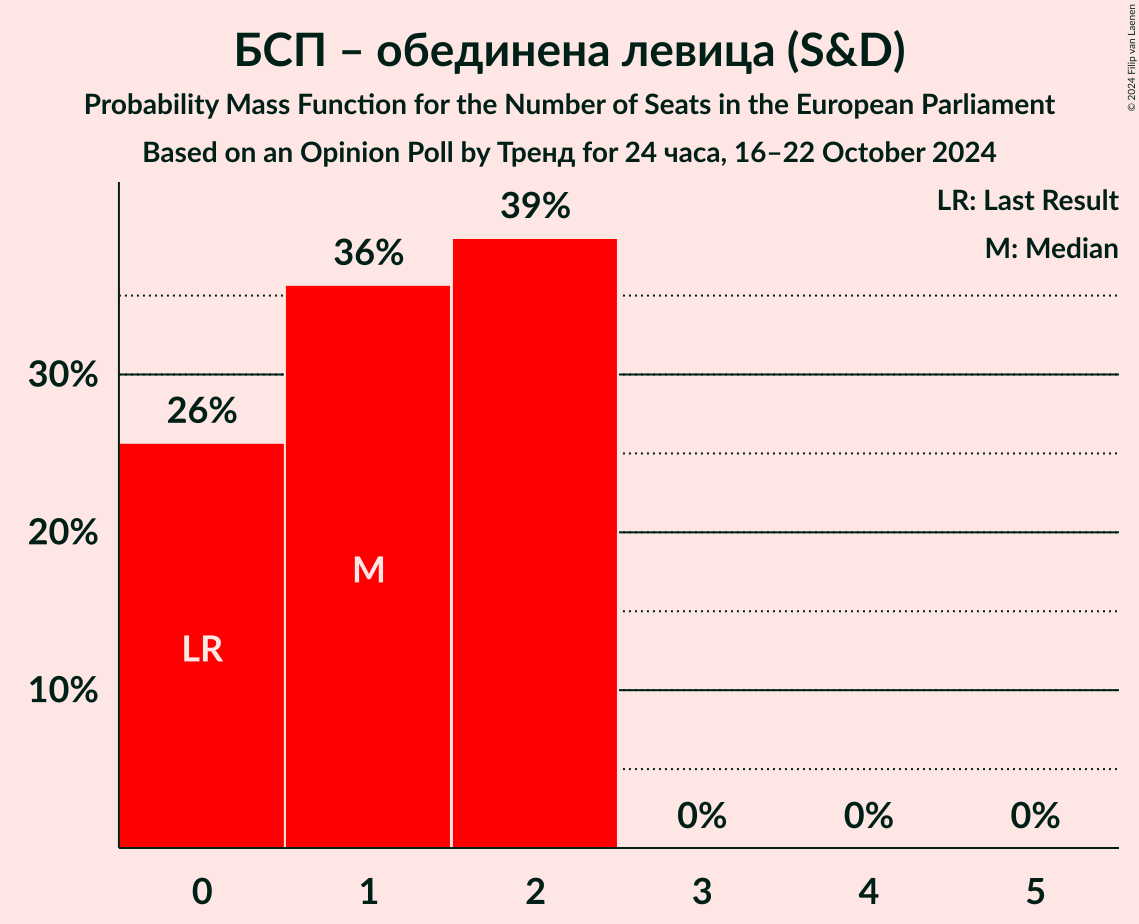 БСП – обединена левица (S&D)
Probability Mass Function for the Number of Seats in the European Parliament
Based on an Opinion Poll by Тренд for 24 часа, 16–22 October 2024
© 2024 Filip van Laenen
LR: Last Result
M: Median
39%
36%
30%
26%
20%
M
LR
10%
0% 0% 0%
0 1 2 3 4 5